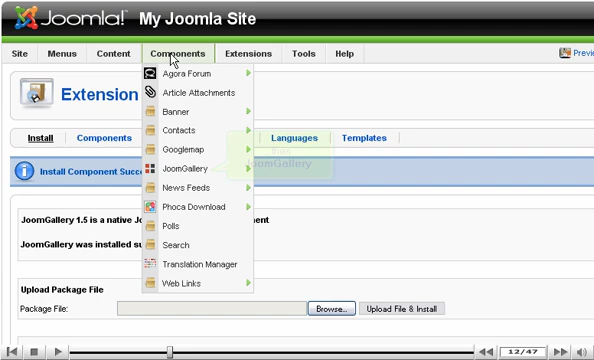 Joomla!™ My Joomla Site
Site Menus Content Components Extensions Tools Help
Agora Forum
Article Attachments
Banner
Contacts
Googlemap
JoomGallery
News Feeds
Phoca Download
Polls
Search
Translation Manager
Web Links
Extension
Install Components Languages Templates
JoomGallery
Install Component Succ
JoomGallery 1.5 is a native Jo
JoomGallery was installed su
Upload Package File
Package File: Browse... Upload File & Install
12/47